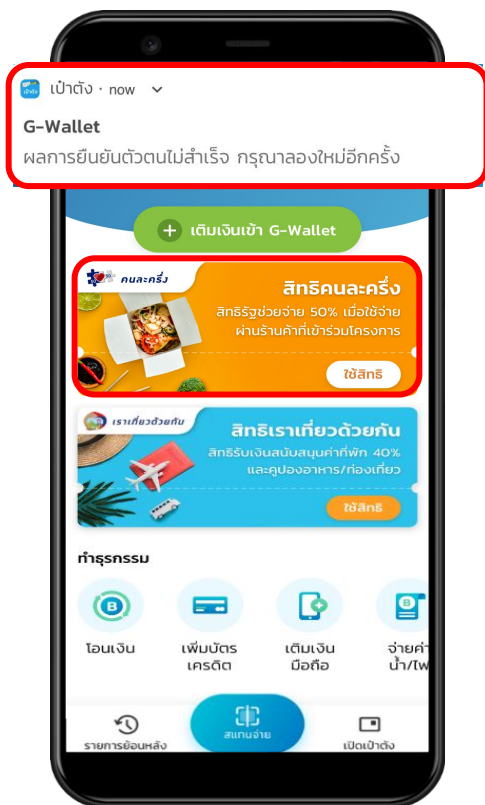 เป๋าตัง
เป๋าตัง · now
G-Wallet
ผลการยืนยันตัวตนไม่สำเร็จ กรุณาลองใหม่อีกครั้ง
เติมเงินเข้า G-Wallet
คนละครึ่ง
สิทธิคนละครึ่ง
สิทธิรัฐช่วยจ่าย 50% เมื่อใช้จ่าย
ผ่านร้านค้าที่เข้าร่วมโครงการ
ใช้สิทธิ
เราเที่ยวด้วยกัน
สิทธิเราเที่ยวด้วยกัน
สิทธิรับเงินสนับสนุนค่าที่พัก 40%
และคูปองอาหาร/ท่องเที่ยว
ใช้สิทธิ
ทำธุรกรรม
โอนเงิน
เพิ่มบัตร
เครดิต
เติมเงิน
มือถือ
จ่ายค่
น้ำ/ไฟ
รายการย้อนหลัง
สแกนจ่าย
เปิดเป๋าตัง